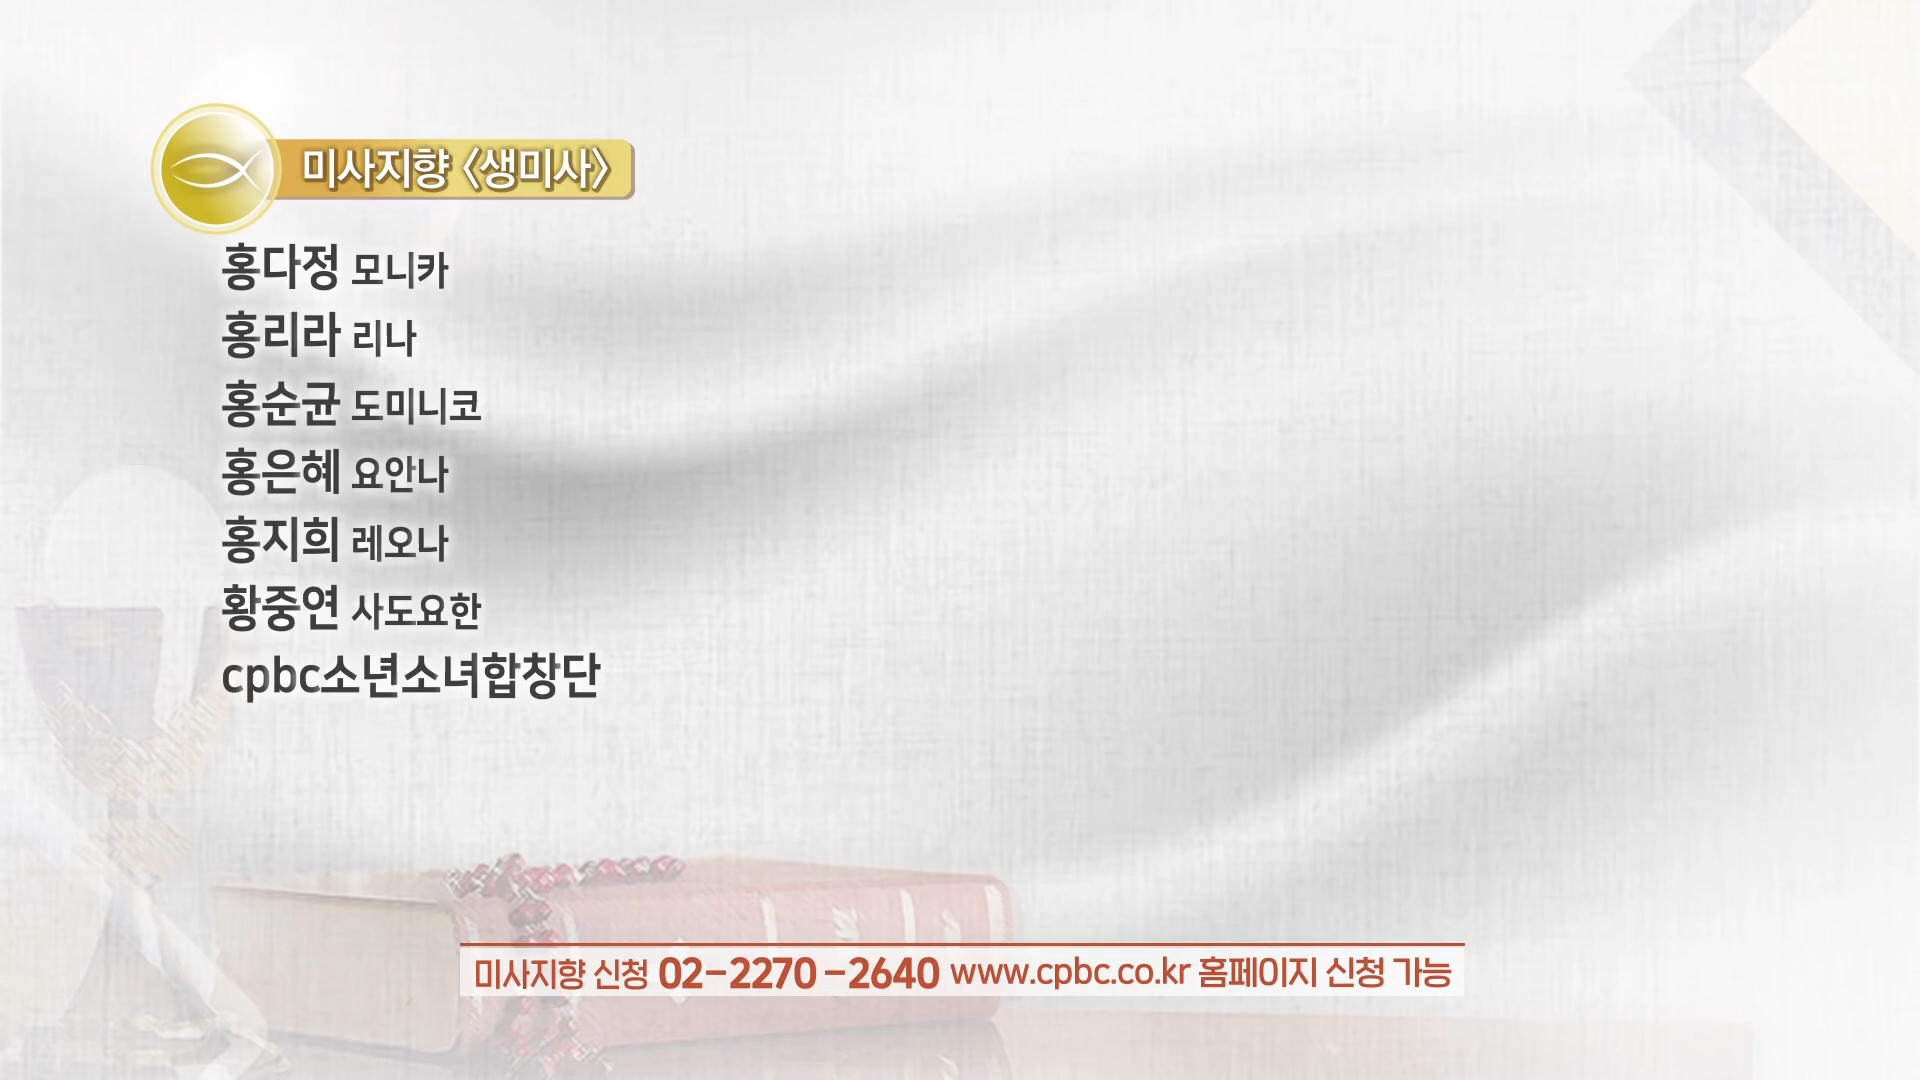 미사지향 〈생미사〉
홍다정 모니카
홍리라 리나
홍순균 도미니코
홍은혜 요안나
홍지희 레오나
황중연 사도요한
cpbc소년소녀합창단
미사지향 신청 02-2270-2640 www.cpbc.co.kr 홈페이지 신청 가능